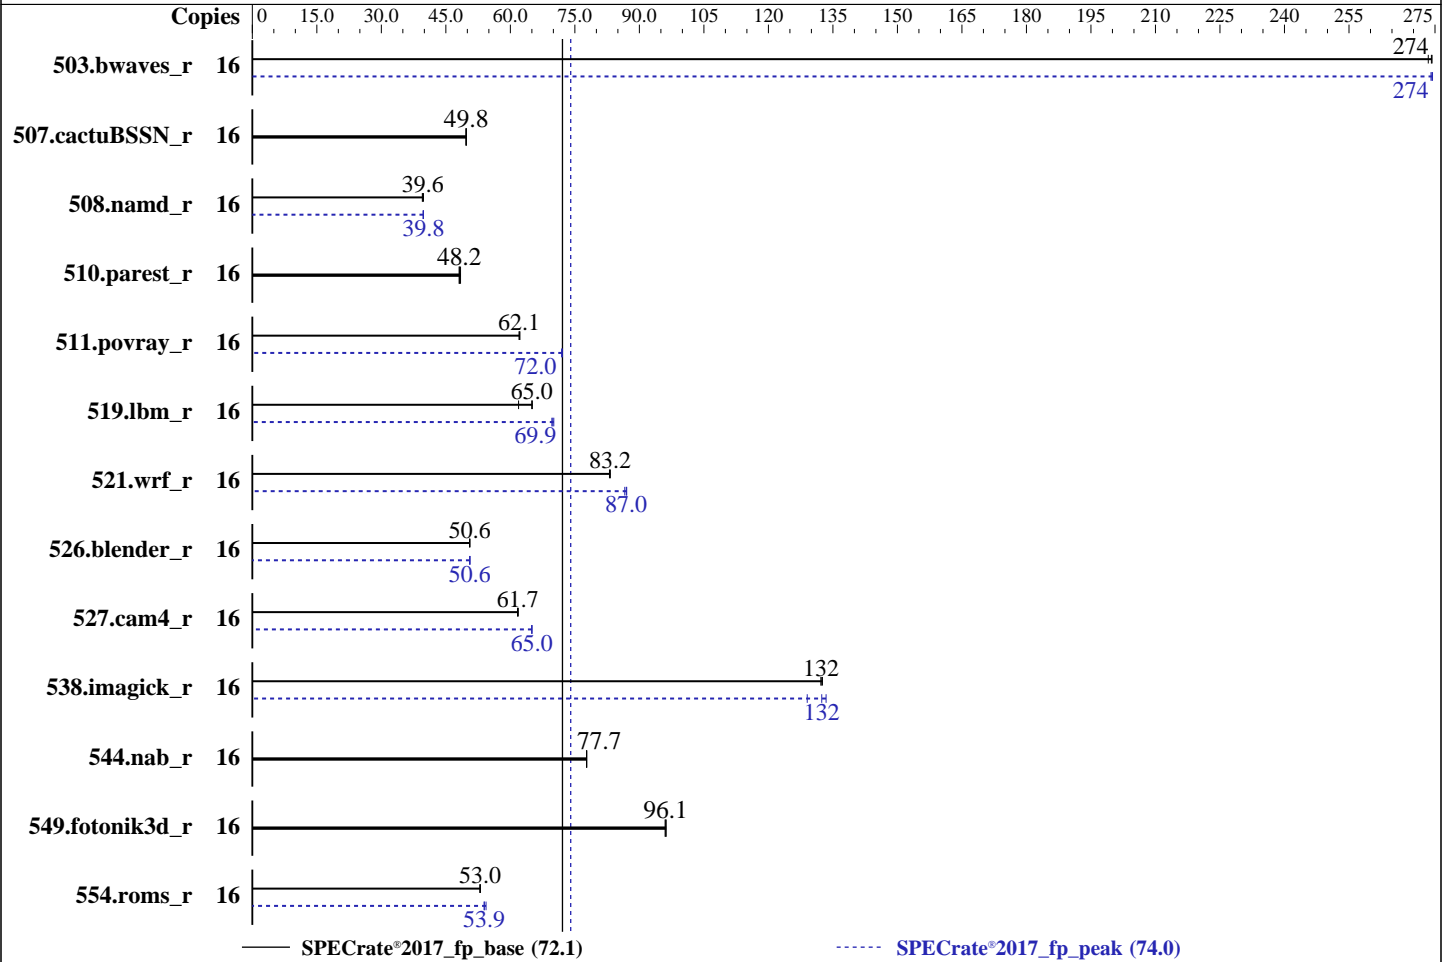 Copies 0 15.0 30.0 45.0 60.0 75.0 90.0 105 120 135 150 165 180 195 210 225 240 255 275
503.bwaves_r 16 274
274
507.cactuBSSN_r 16 49.8
508.namd_r 16 39.6
39.8
510.parest_r 16 48.2
511.povray_r 16 62.1
72.0
519.lbm_r 16 65.0
69.9
521.wrf_r 16 83.2
87.0
526.blender_r 16 50.6
50.6
527.cam4_r 16 61.7
65.0
538.imagick_r 16 132
132
544.nab_r 16 77.7
549.fotonik3d_r 16 96.1
554.roms_r 16 53.0
53.9
SPECrate®2017_fp_base (72.1) SPECrate®2017_fp_peak (74.0)